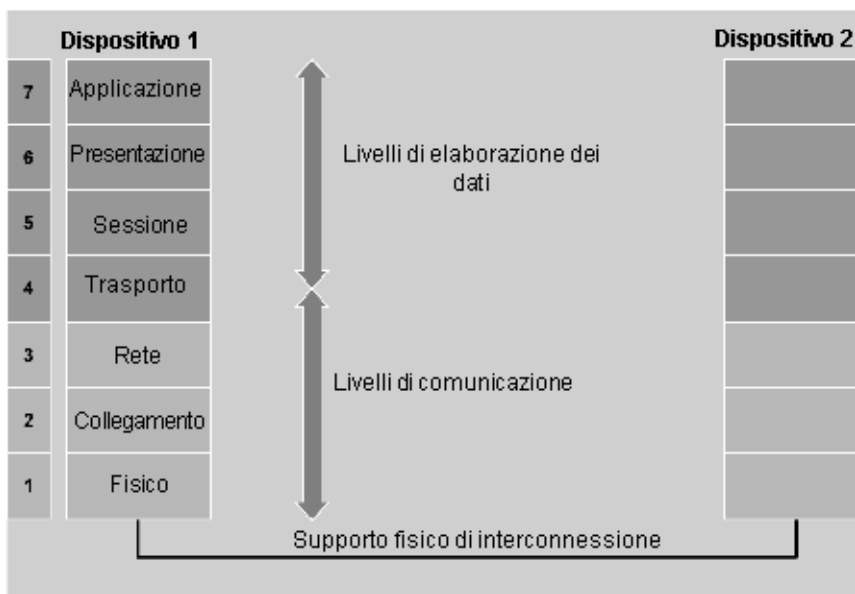 Dispositivo 1
Dispositivo 2
7
Applicazione
6
Presentazione
Livelli di elaborazione dei
dati
5
Sessione
4
Trasporto
3
Rete
Livelli di comunicazione
2
Collegamento
1
Fisico
Supporto fisico di interconnessione